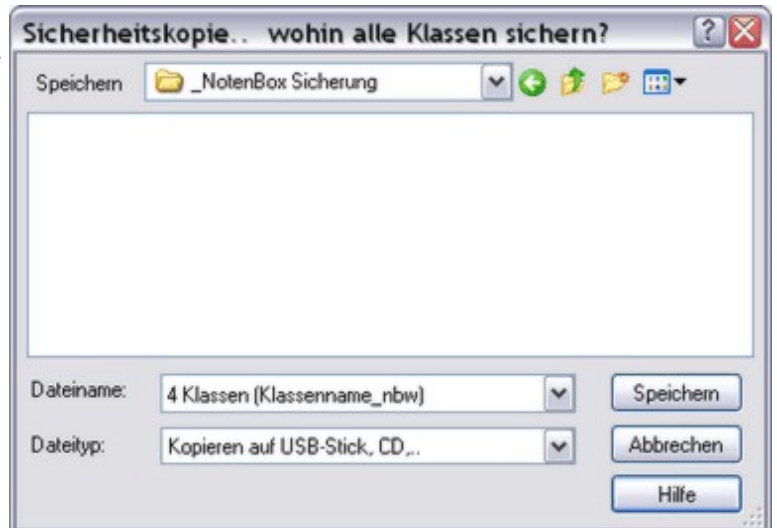 Sicherheitskopie.. wohin alle Klassen sichern?
Speichern _NotenBox Sicherung
Dateiname: 4 Klassen (Klassenname_nbw) Speichern
Dateityp: Kopieren auf USB-Stick, CD,.. Abbrechen
Hilfe